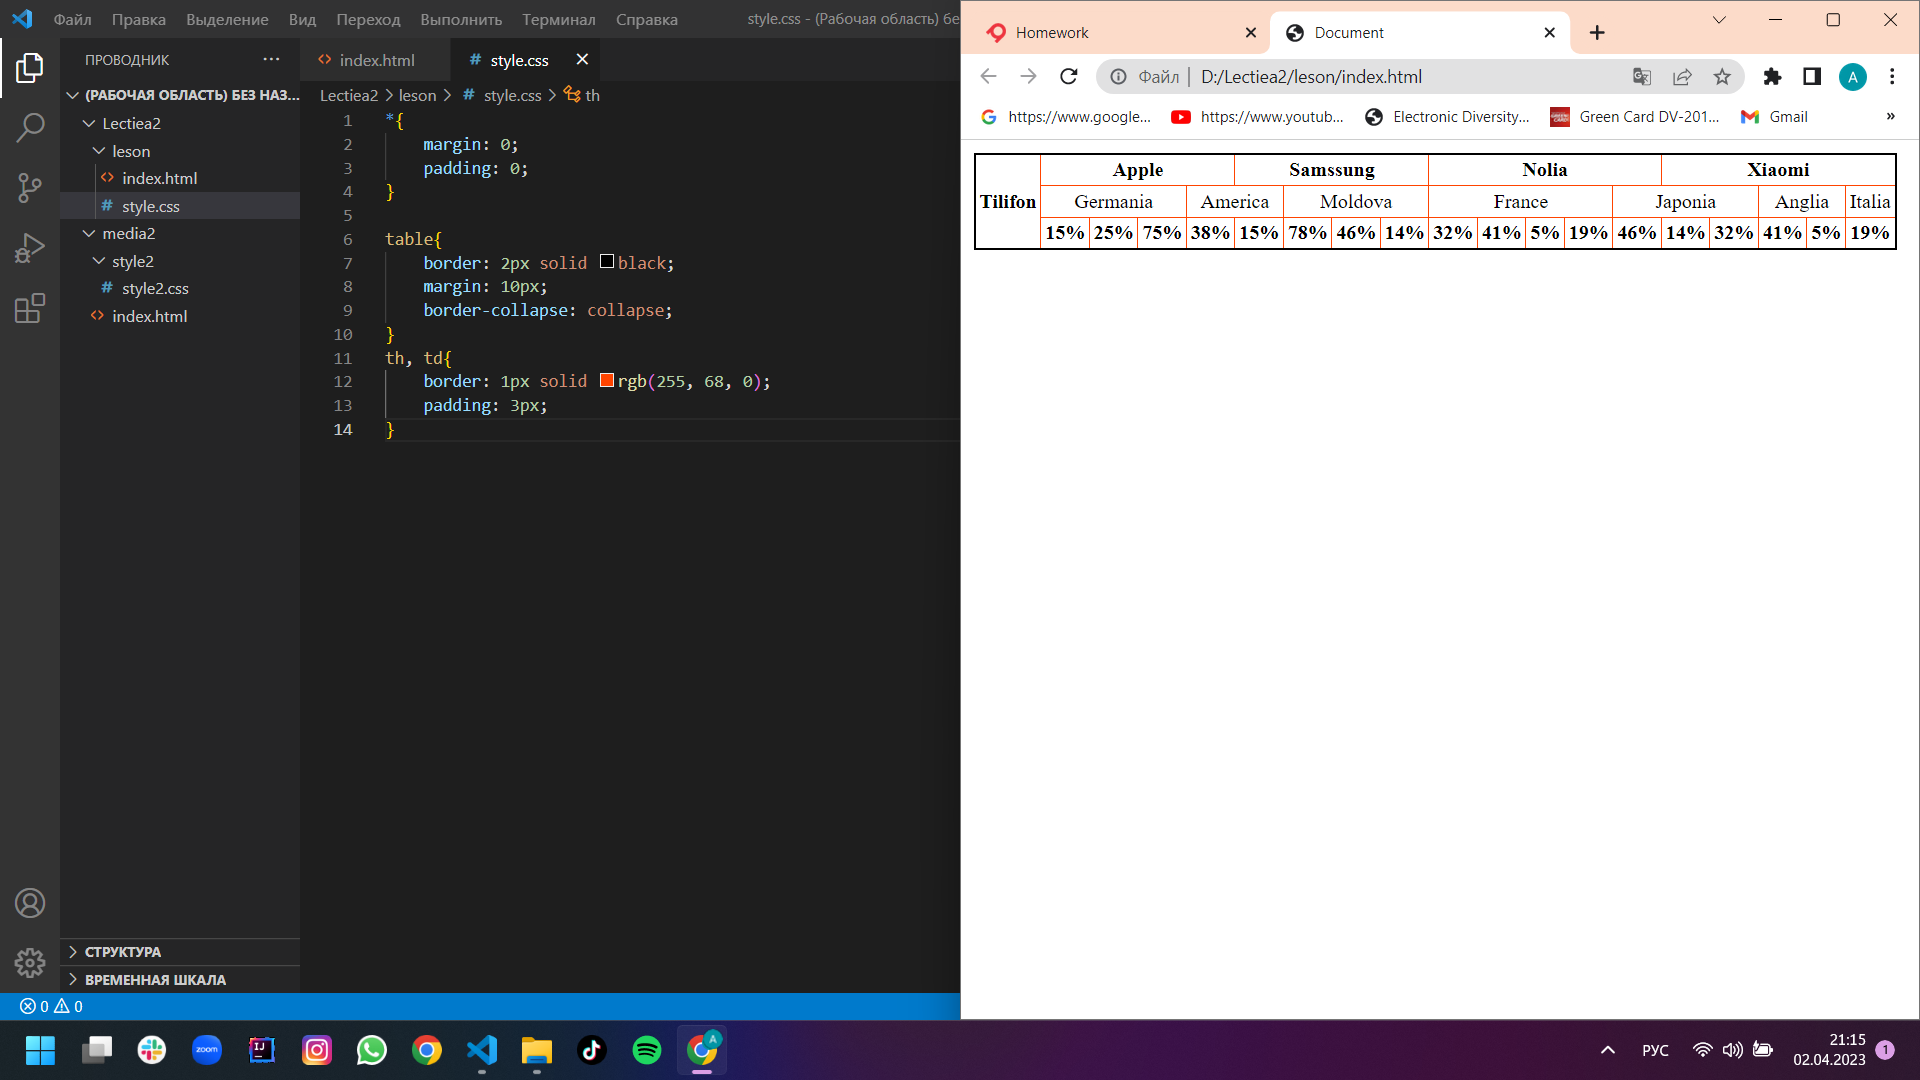 Файл Правка Выделение Вид Переход Выполнить Терминал Справка style.css - (Рабочая область) бе
ПРОВОДНИК
(РАБОЧАЯ ОБЛАСТЬ) БЕЗ НАЗ...
Lectiea2
leson
index.html
style.css
media2
style2
style2.css
index.html
СТРУКТУРА
ВРЕМЕННАЯ ШКАЛА
0 0
index.html style.css
Lectiea2 > leson > # style.css > th
1 *{
2 margin: 0;
3 padding: 0;
4 }
5
6 table{
7 border: 2px solid black;
8 margin: 10px;
9 border-collapse: collapse;
10 }
11 th, td{
12 border: 1px solid rgb(255, 68, 0);
13 padding: 3px;
14 }
Homework Document
Файл | D:/Lectiea2/leson/index.html A
https://www.google... https://www.youtub... Electronic Diversity... Green Card DV-201... Gmail »
Apple Samssung Nolia Xiaomi
Tilifon Germania America Moldova France Japonia Anglia Italia
15% 25% 75% 38% 15% 78% 46% 14% 32% 41% 5% 19% 46% 14% 32% 41% 5% 19%
zoom IJ A
РУС
21:15
02.04.2023
1